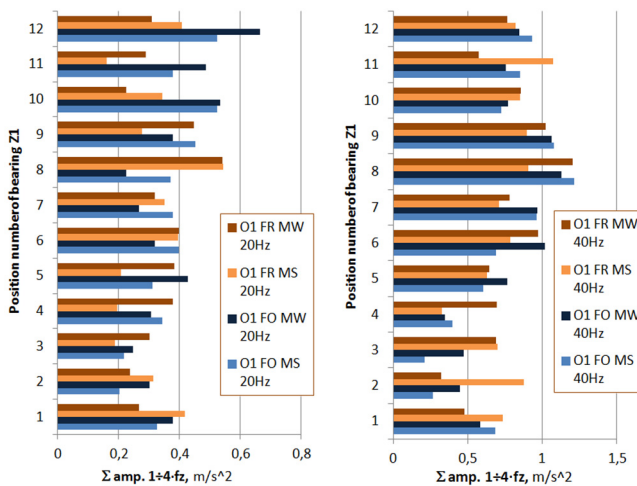 Position number of bearing Z1
12
11
10
9
8
7
6
5
4
3
2
1
O1 FR MW
20Hz
O1 FR MS
20Hz
O1 FO MW
20Hz
O1 FO MS
20Hz
0 0,2 0,4 0,6 0,8
Σ amp. 1÷4·fz, m/s^2
Position number of bearing Z1
12
11
10
9
8
7
6
5
4
3
2
1
O1 FR MW
40Hz
O1 FR MS
40Hz
O1 FO MW
40Hz
O1 FO MS
40Hz
0 0,5 1 1,5
Σ amp. 1÷4·fz, m/s^2